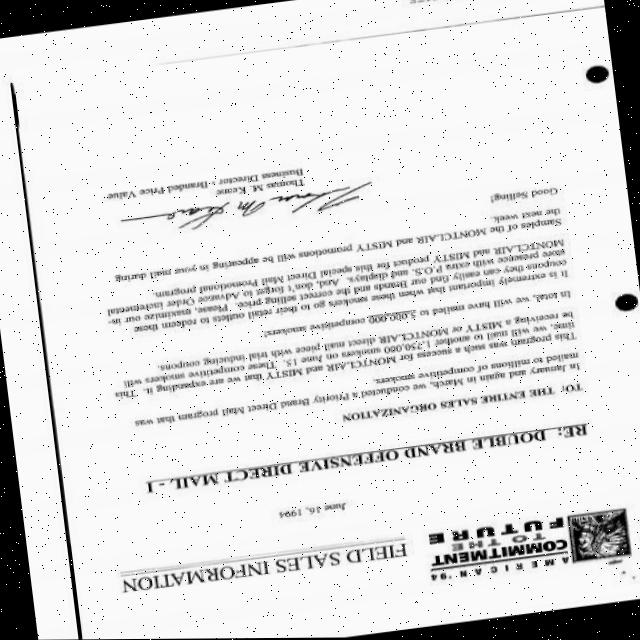 AMERICAN '94
COMMITMENT
TO THE
FUTURE
FIELD SALES INFORMATION
June 16, 1994
RE: DOUBLE BRAND OFFENSIVE DIRECT MAIL - I
TO: THE ENTIRE SALES ORGANIZATION
In January and again in March, we conducted a Priority Brand Direct Mail program that was
mailed to millions of competitive smokers.
This program was such a success for MONTCLAIR and MISTY that we are expanding it. This
time, we will mail to another 1,250,000 smokers on June 15. These competitive smokers will
be receiving a MISTY or MONTCLAIR direct mail piece with trial inducing coupons.
In total, we will have mailed to 3,000,000 competitive smokers!
It is extremely important that when these smokers go to their retail outlets to redeem these
coupons they can easily find our Brands and the correct selling price. Please, maximize our in-
store presence with extra P.O.S. and displays. And, don't forget to Advance Order Incremental
MONTCLAIR and MISTY product for this special Direct Mail Promotional program.
Samples of the MONTCLAIR and MISTY promotions will be appearing in your mail during
the next week.
Good Selling!
Thomas M. Keane
Business Director - Branded Price Value